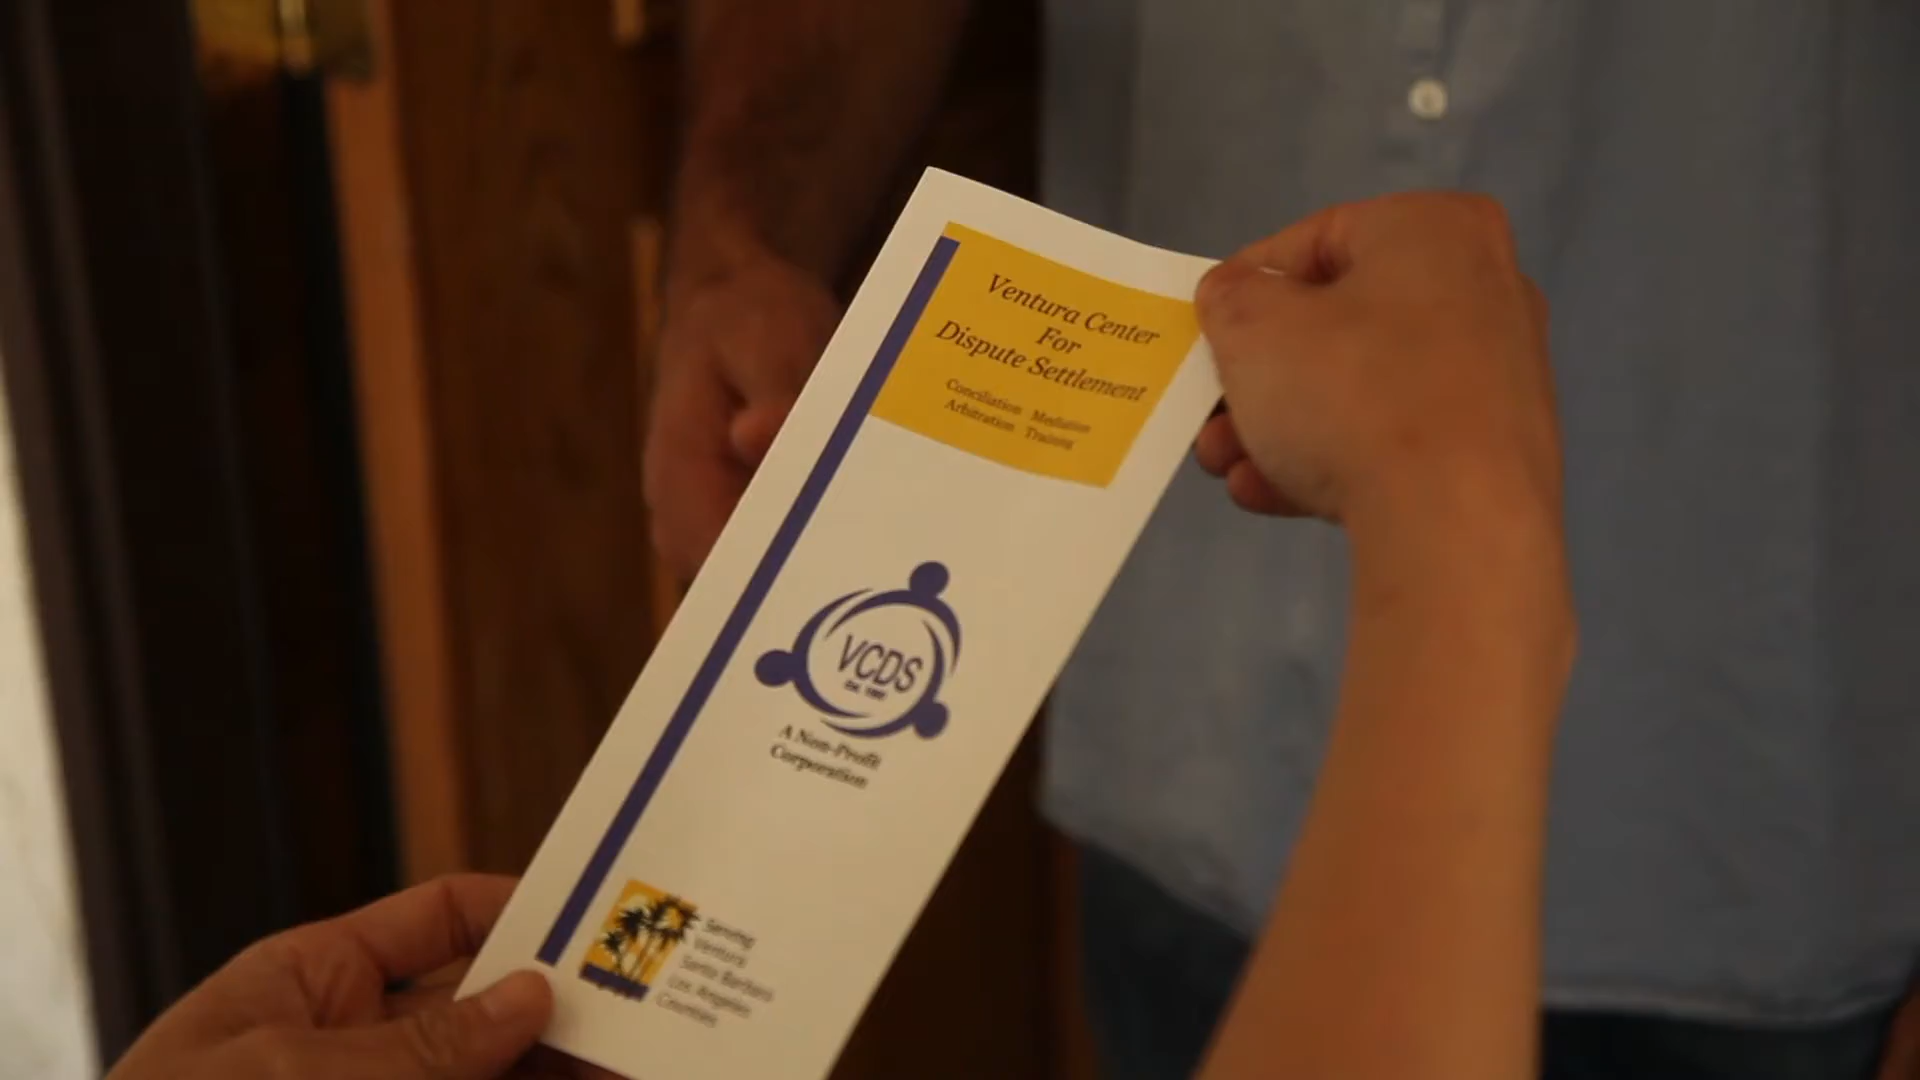 Ventura Center
For
Dispute Settlement
Conciliation Mediation
Arbitration Training
VCDS
A Non-Profit
Corporation
Serving
Ventura
Santa Barbara
Los Angeles
Counties